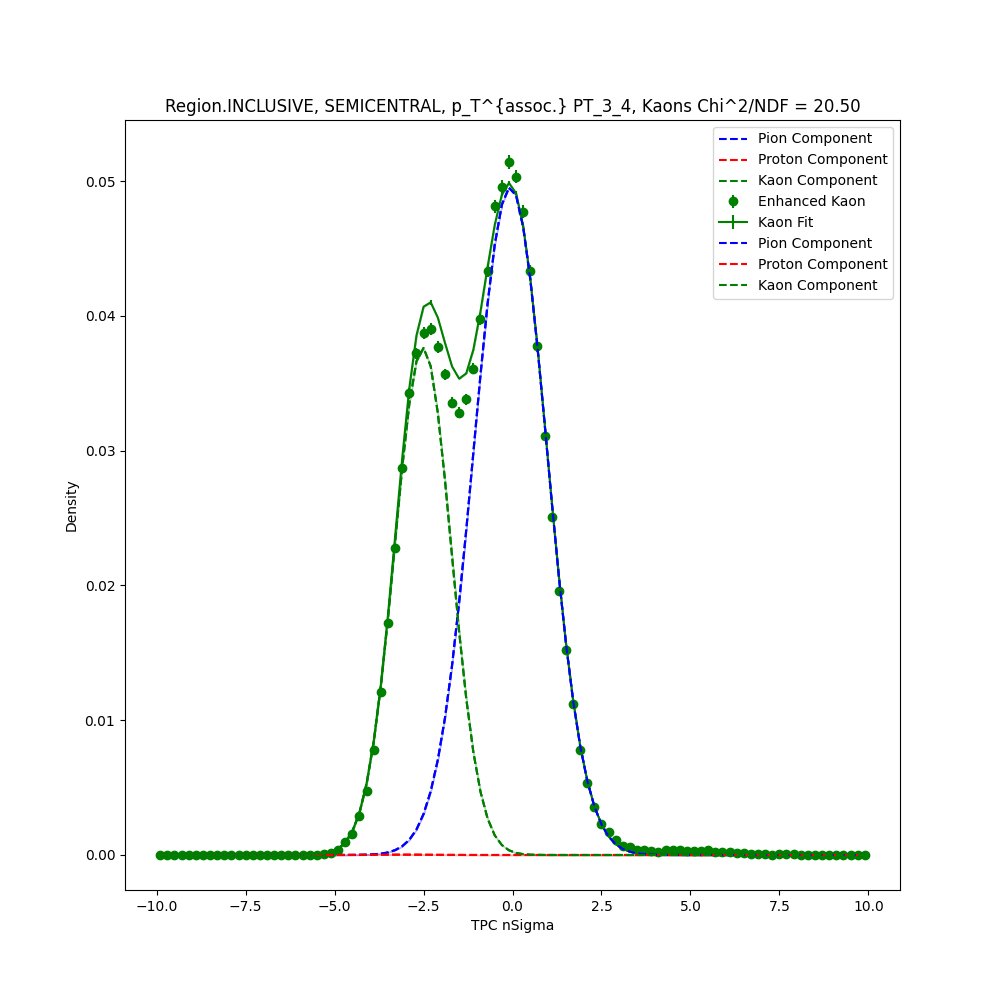 Region.INCLUSIVE, SEMICENTRAL, p_T^{assoc.} PT_3_4, Kaons Chi^2/NDF = 20.50
Pion Component
Proton Component
Kaon Component
Enhanced Kaon
Kaon Fit
Pion Component
Proton Component
Kaon Component
Density
0.05
0.04
0.03
0.02
0.01
0.00
−10.0 −7.5 −5.0 −2.5 0.0 2.5 5.0 7.5 10.0
TPC nSigma